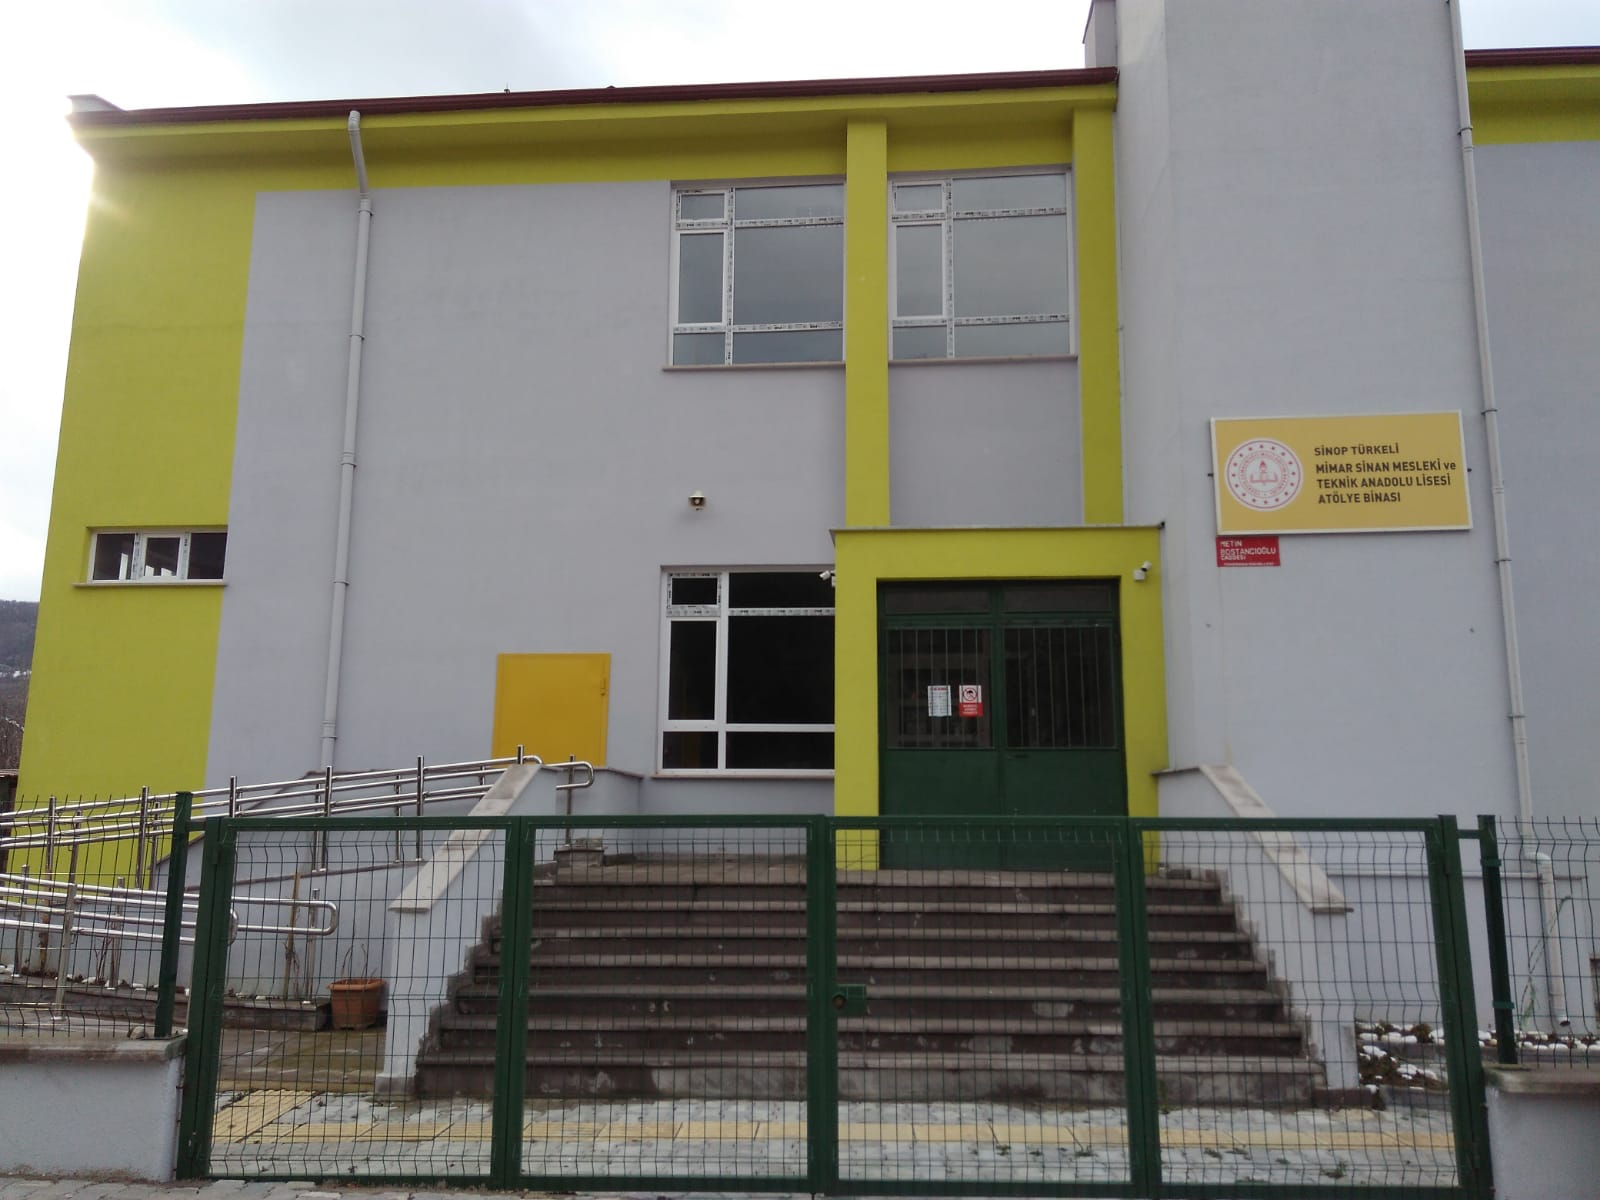 SİNOP TÜRKELİ
MİMAR SİNAN MESLEKİ ve
TEKNİK ANADOLU LİSESİ
ATÖLYE BİNASI
METİN
BOSTANCIOĞLU
CADDESİ